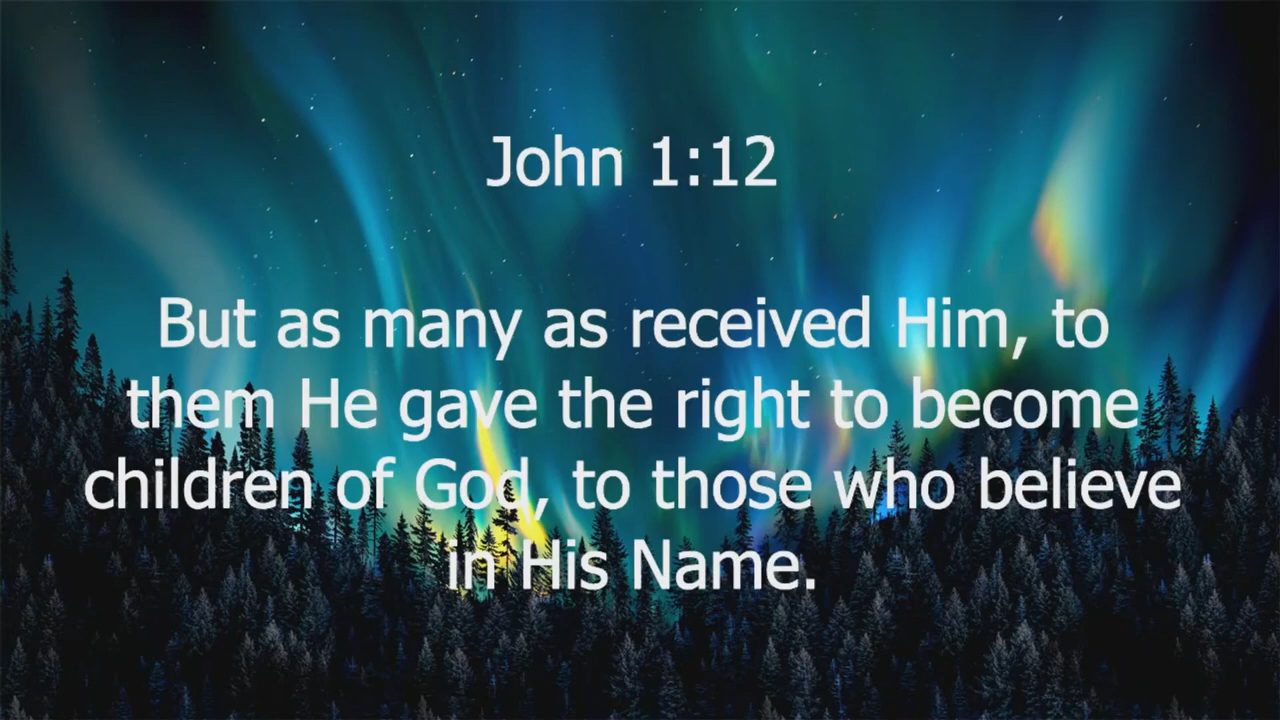 John 1:12
But as many as received Him, to
them He gave the right to become
children of God, to those who believe
in His Name.